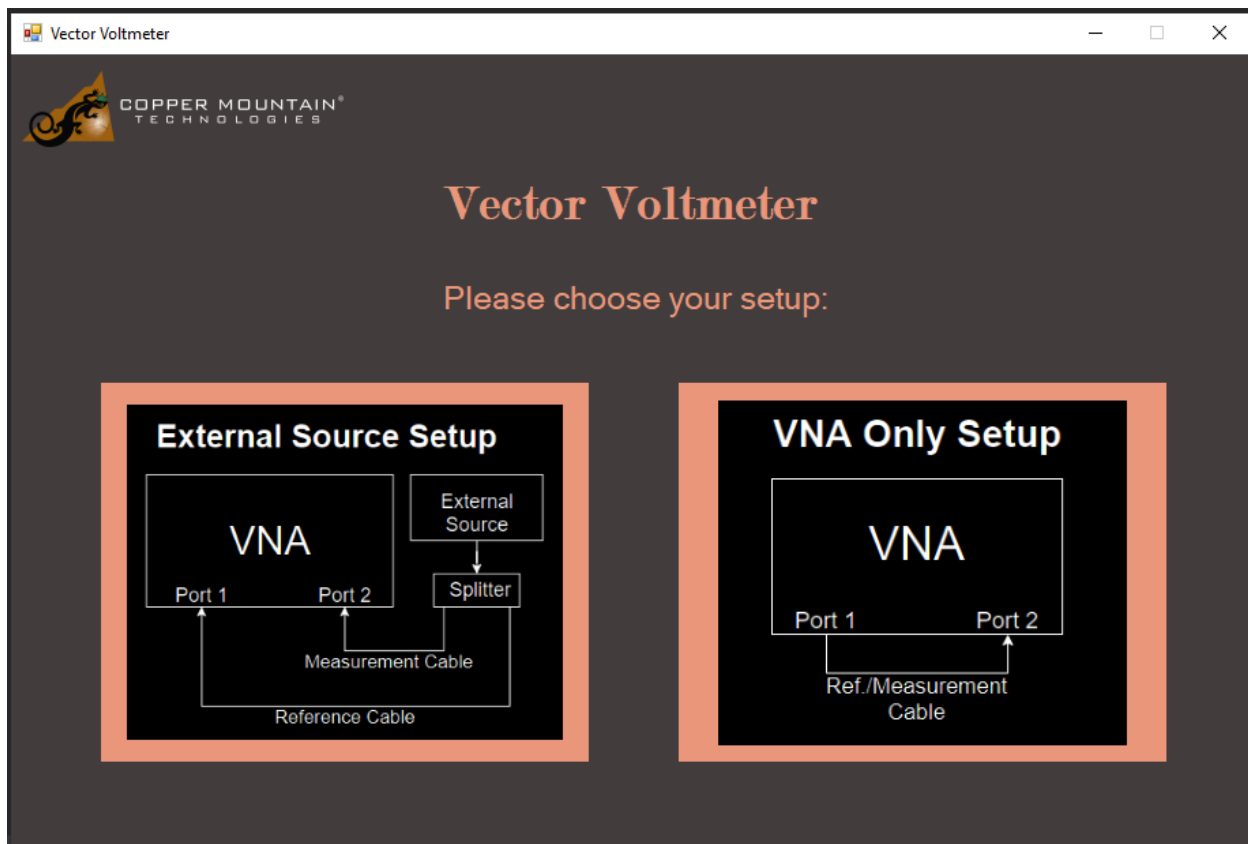 Vector Voltmeter
COPPER MOUNTAIN®
TECHNOLOGIES
Vector Voltmeter
Please choose your setup:
External Source Setup
VNA
External
Source
Splitter
Port 1
Port 2
Measurement Cable
Reference Cable
VNA Only Setup
VNA
Port 1
Port 2
Ref./Measurement
Cable